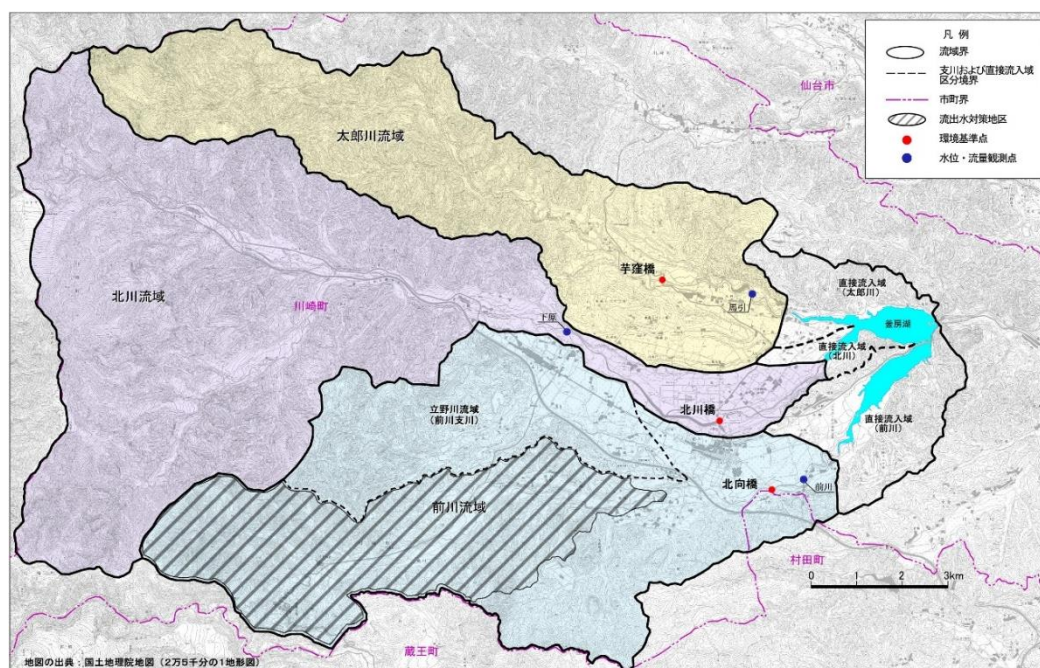 凡 例
流域界
支川および直接流入域
区分境界
市町界
流出水対策地区
環境基準点
水位・流量観測点
仙台市
太郎川流域
芋窪橋
馬引
直接流入域
(太郎川)
釜房湖
北川流域
川崎町
下原
直接流入域
(北川)
立野川流域
(前川支川)
北川橋
直接流入域
(前川)
北向橋
前川
前川流域
村田町
0 1 2 3km
蔵王町
地図の出典:国土地理院地図(2万5千分の1地形図)